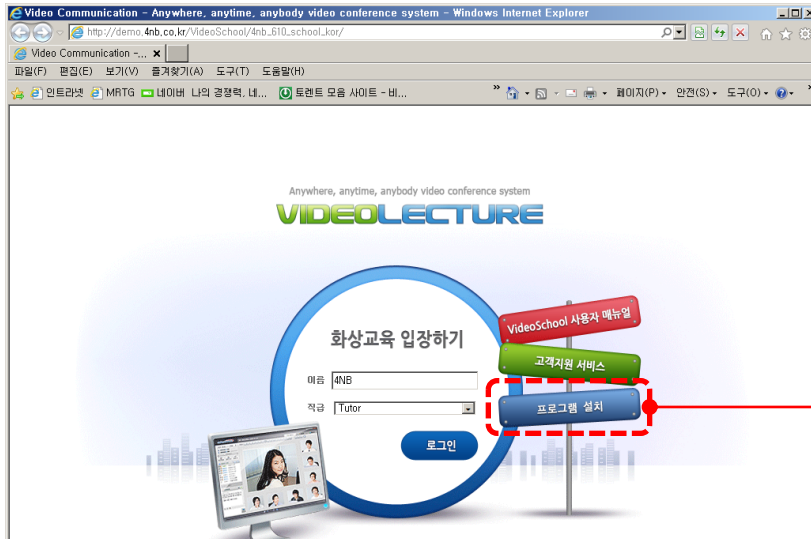 Video Communication - Anywhere, anytime, anybody video conference system - Windows Internet Explorer
http://demo.4nb.co.kr/VideoSchool/4nb_610_school_kor/
Video Communication -...
파일(F) 편집(E) 보기(V) 즐겨찾기(A) 도구(T) 도움말(H)
인트라넷 MRTG 네이버 나의 경쟁력, 네... 토렌트 모음 사이트 - 비... » 페이지(P) 안전(S) 도구(O)
Anywhere, anytime, anybody video conference system
VIDEOLECTURE
화상교육 입장하기
VideoSchool 사용자 매뉴얼
고객지원 서비스
이름 4NB
직급 Tutor
프로그램 설치
로그인